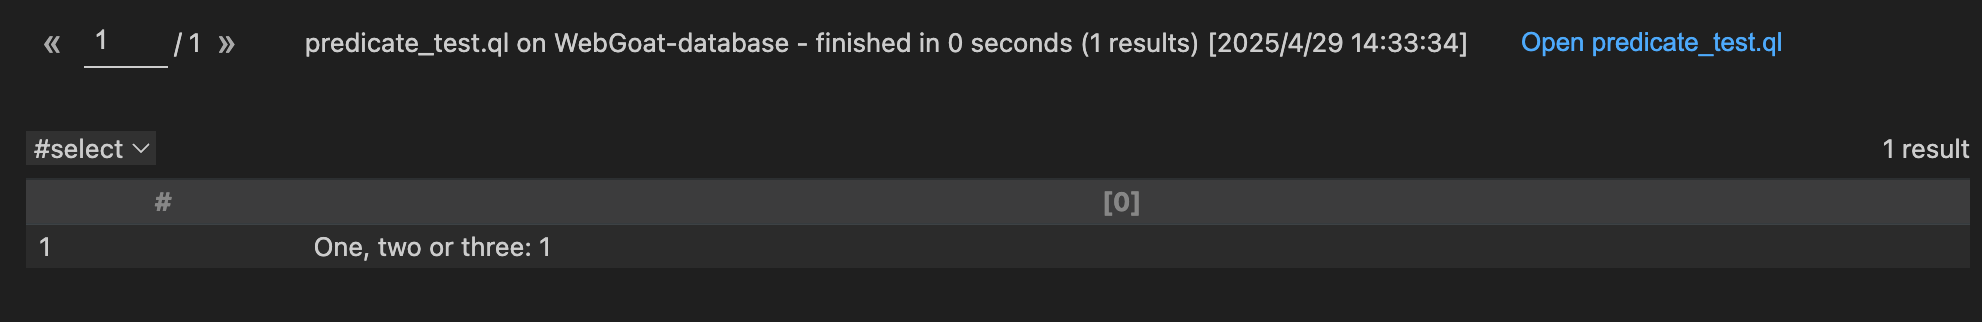 « 1 / 1 » predicate_test.ql on WebGoat-database - finished in 0 seconds (1 results) [2025/4/29 14:33:34] Open predicate_test.ql
#select 1 result
# [0]
1 One, two or three: 1